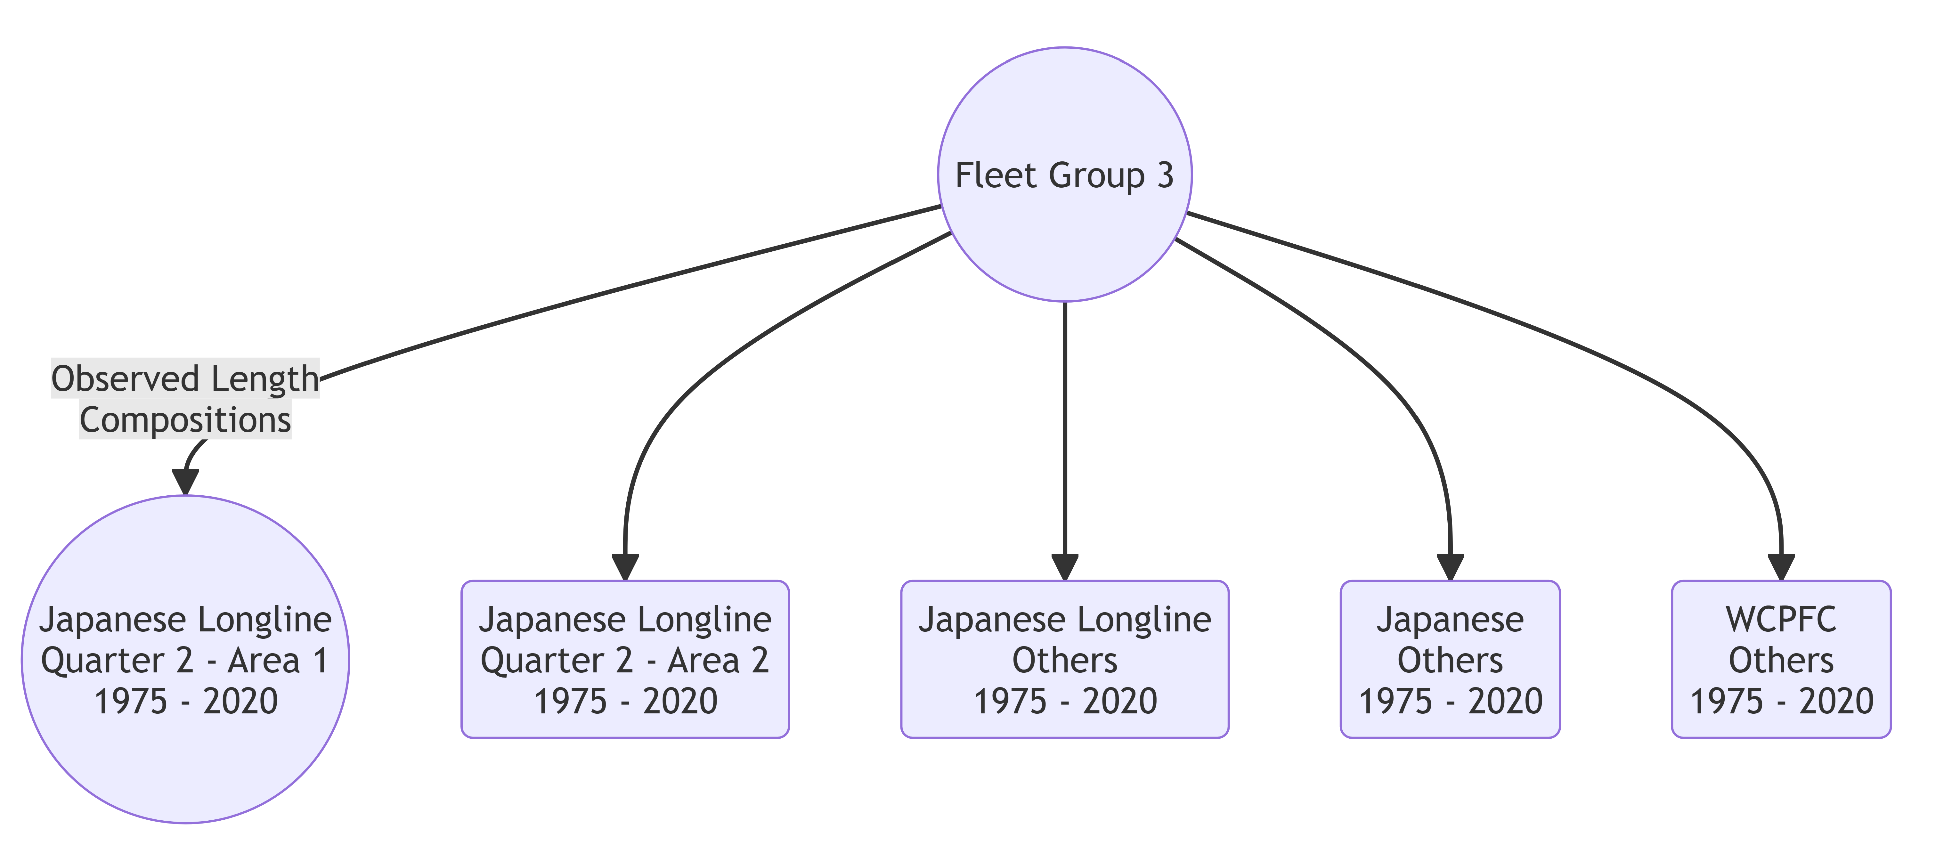 Fleet Group 3
Observed Length
Compositions
Japanese Longline
Quarter 2 - Area 1
1975 - 2020
Japanese Longline
Quarter 2 - Area 2
1975 - 2020
Japanese Longline
Others
1975 - 2020
Japanese
Others
1975 - 2020
WCPFC
Others
1975 - 2020